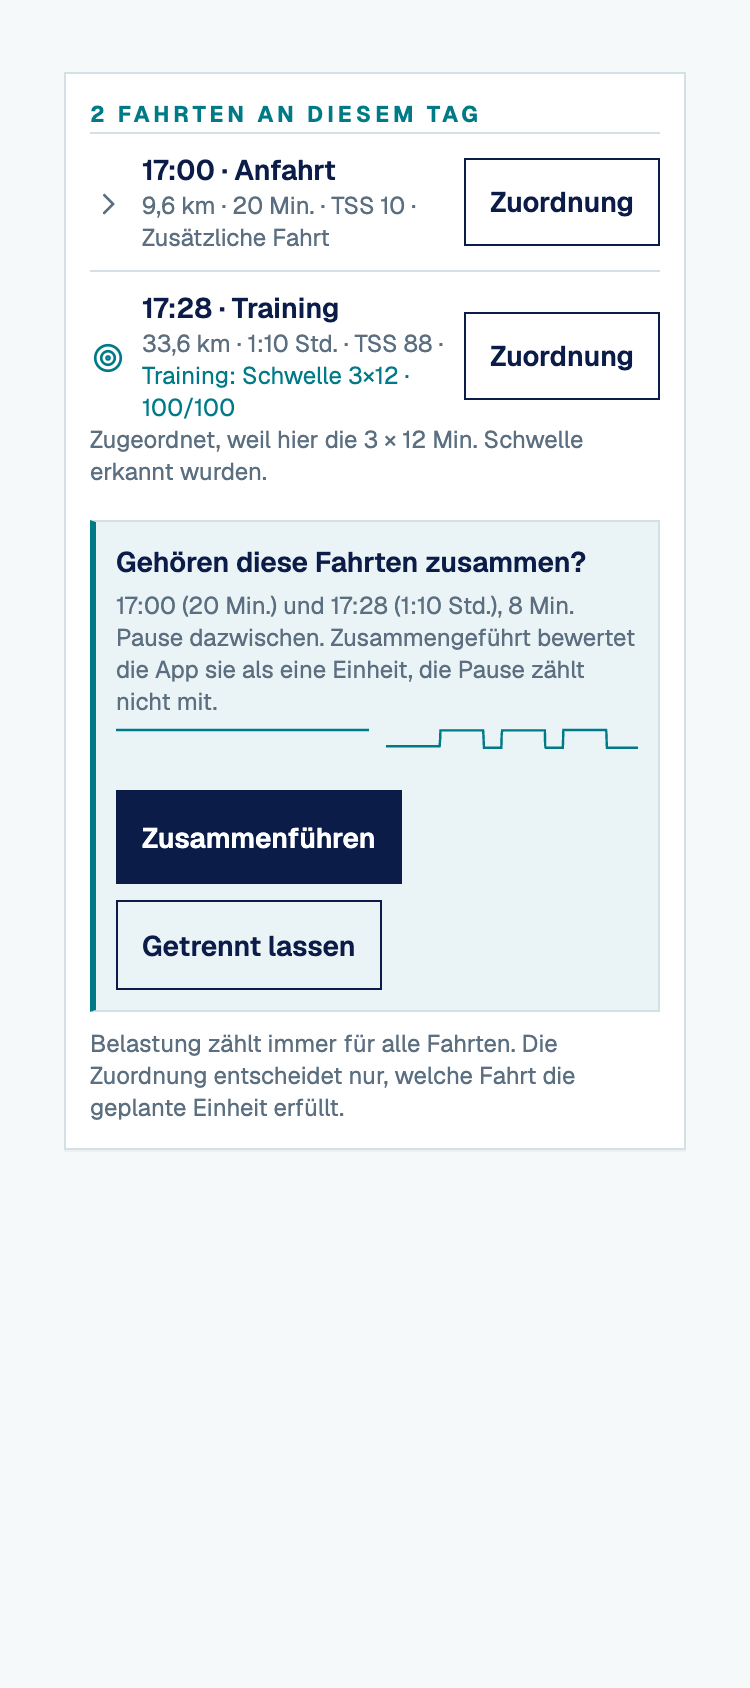 2 FAHRTEN AN DIESEM TAG
17:00 · Anfahrt
9,6 km · 20 Min. · TSS 10 ·
Zusätzliche Fahrt
Zuordnung
17:28 · Training
33,6 km · 1:10 Std. · TSS 88 ·
Training: Schwelle 3×12 ·
100/100
Zuordnung
Zugeordnet, weil hier die 3 × 12 Min. Schwelle
erkannt wurden.
Gehören diese Fahrten zusammen?
17:00 (20 Min.) und 17:28 (1:10 Std.), 8 Min.
Pause dazwischen. Zusammengeführt bewertet
die App sie als eine Einheit, die Pause zählt
nicht mit.
Zusammenführen
Getrennt lassen
Belastung zählt immer für alle Fahrten. Die
Zuordnung entscheidet nur, welche Fahrt die
geplante Einheit erfüllt.